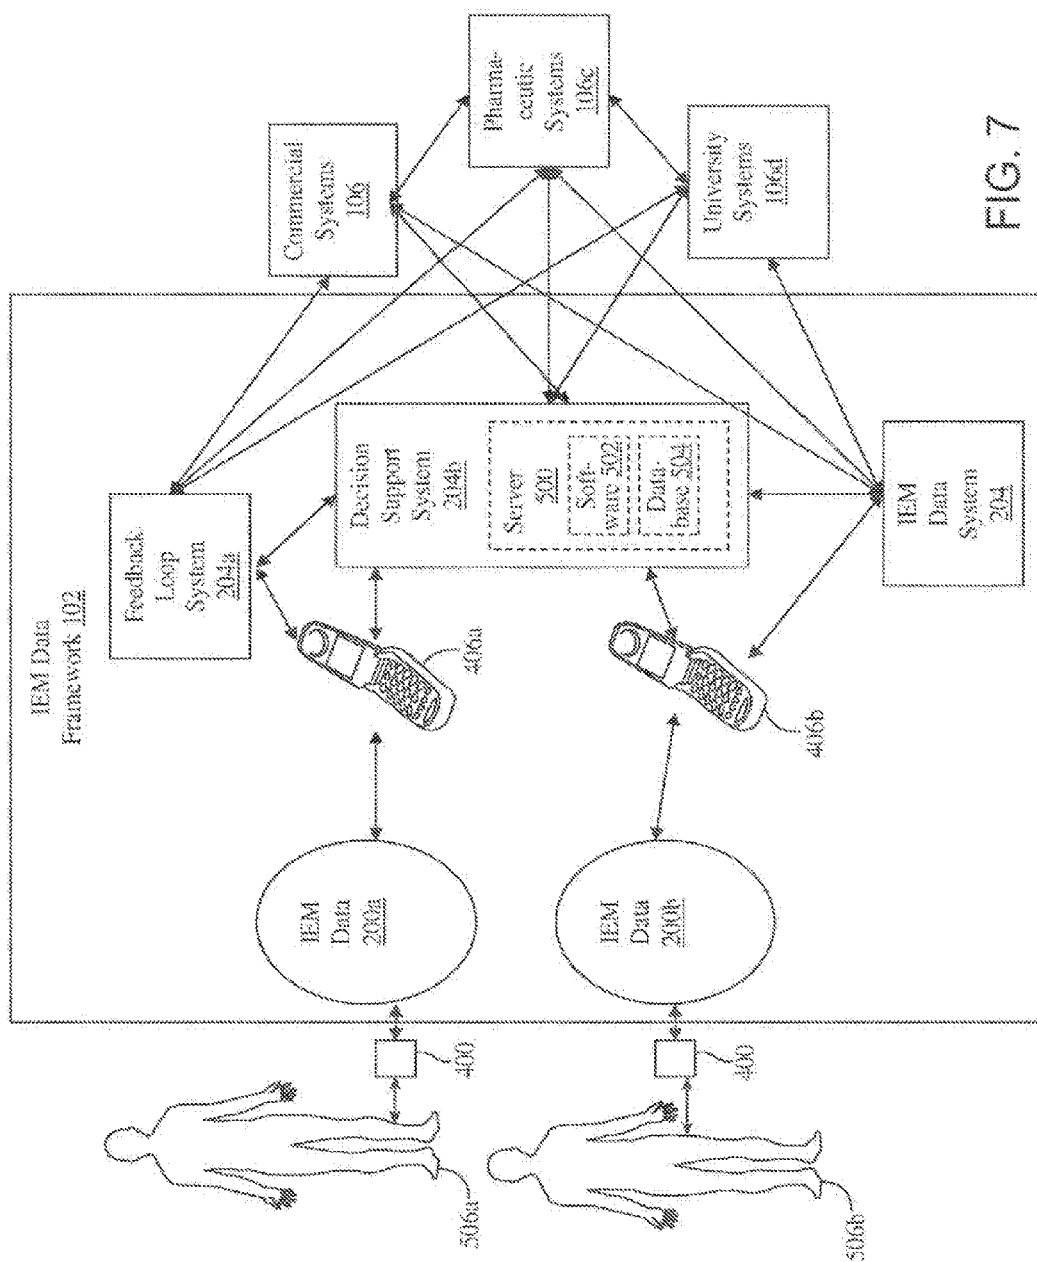 IEM Data
Framework 102
Feedback
Loop
System
204a
Commercial
Systems
106
Pharma-
ceutic
Systems
106c
University
Systems
106d
Decision
Support
System
204b
Server
500
Soft-
ware 502
Data-
base 504
IEM
Data
System
204
406a
406b
IEM
Data
200a
IEM
Data
200b
400
400
506a
506b
FIG. 7